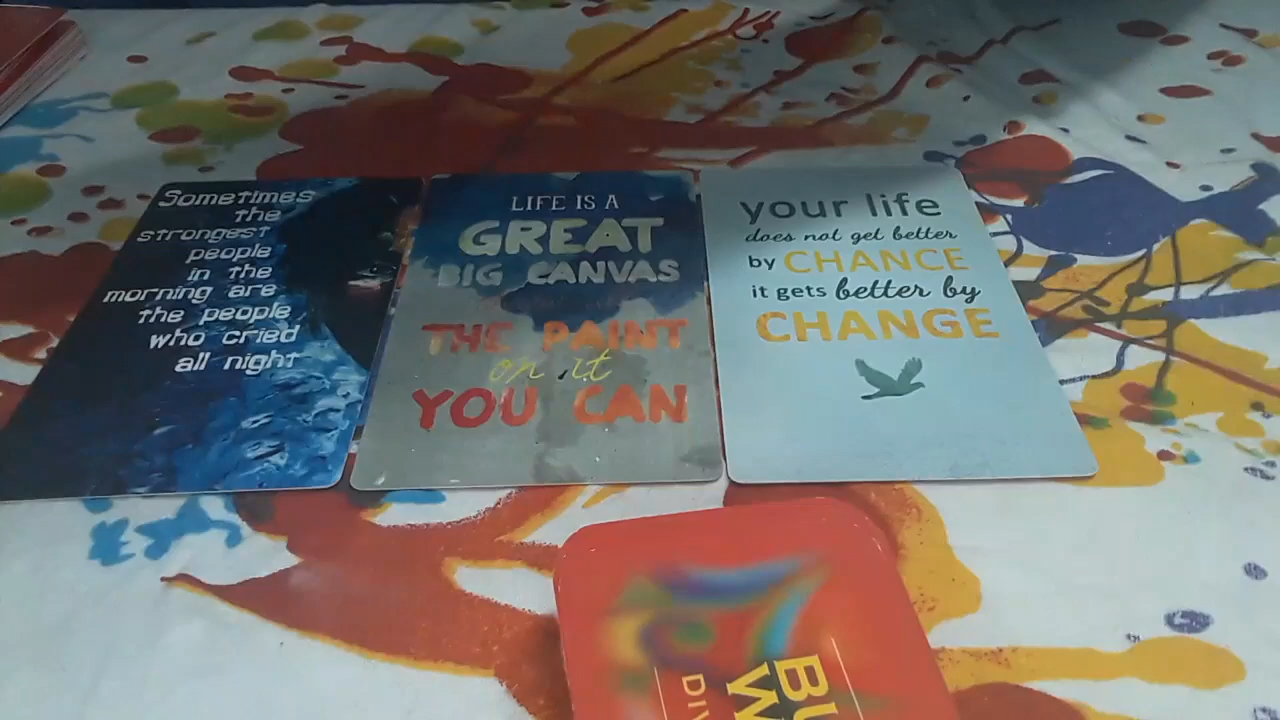 Sometimes
the
strongest
people
in the
morning are
the people
who cried
all night
LIFE IS A
GREAT
BIG CANVAS
THE PAINT
on it
YOU CAN
your life
does not get better
by CHANCE
it gets better by
CHANGE